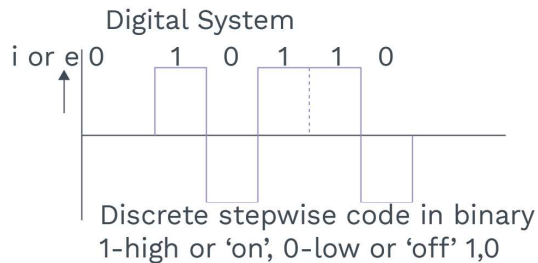 Digital System
i or e 0 1 0 1 1 0
Discrete stepwise code in binary
1-high or ‘on’, 0-low or ‘off’ 1,0